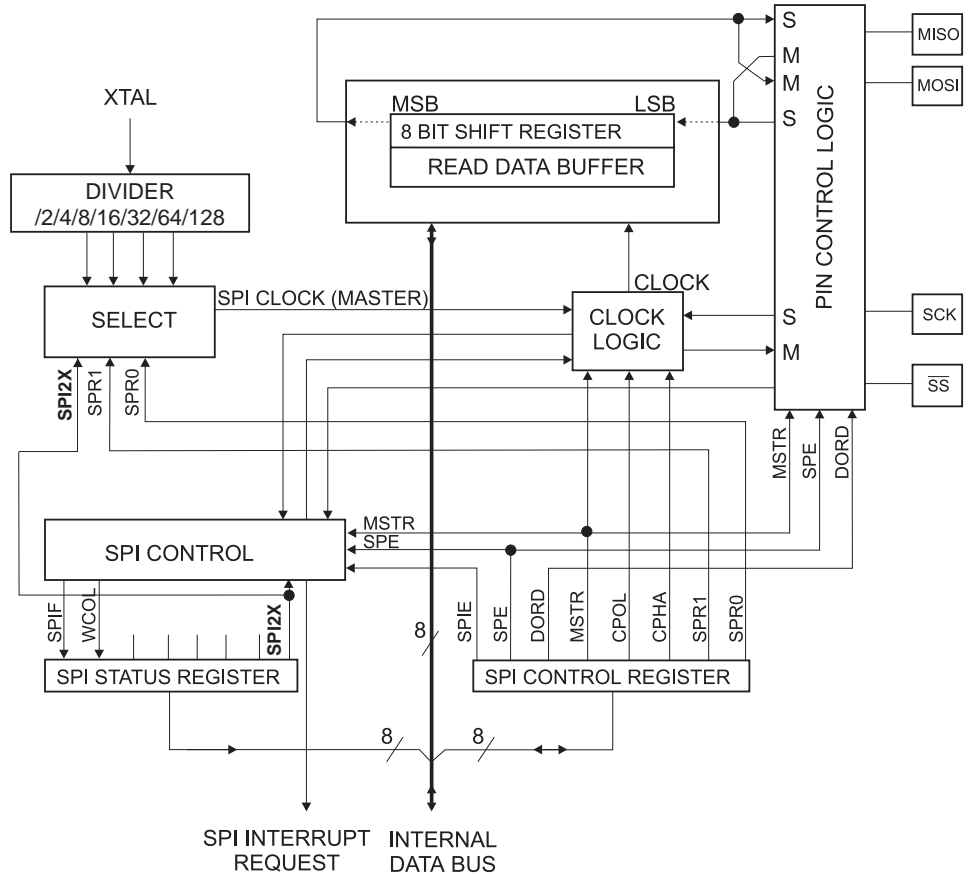 S
MISO
M
MSB
LSB
M
MOSI
XTAL
8 BIT SHIFT REGISTER
S
READ DATA BUFFER
PIN CONTROL LOGIC
DIVIDER
/2/4/8/16/32/64/128
CLOCK
SPI CLOCK (MASTER)
SELECT
CLOCK
LOGIC
S
SCK
M
SPI2X
SPR1
SPR0
SS
MSTR
SPE
DORD
MSTR
SPE
SPI CONTROL
SPIF
WCOL
SPI2X
8
SPIE
SPE
DORD
MSTR
CPOL
CPHA
SPR1
SPR0
SPI STATUS REGISTER
SPI CONTROL REGISTER
8
8
SPI INTERRUPT
REQUEST
INTERNAL
DATA BUS